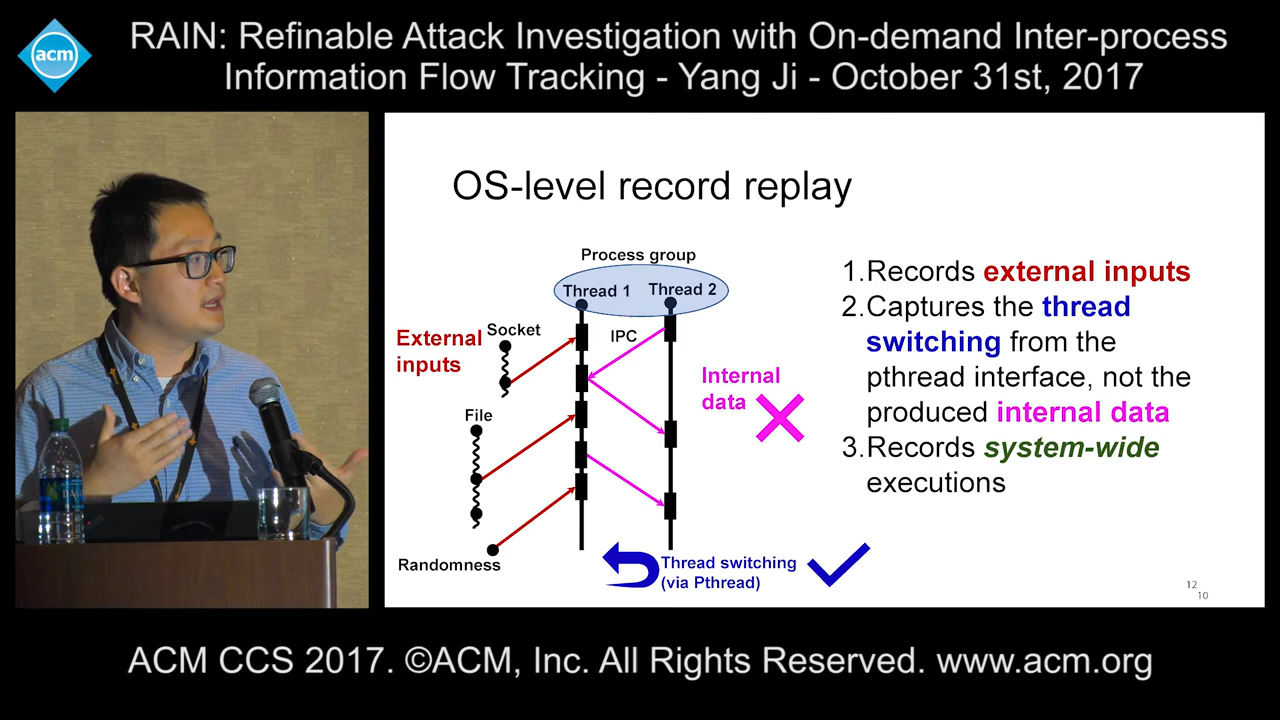 acm
RAIN: Refinable Attack Investigation with On-demand Inter-process
Information Flow Tracking - Yang Ji - October 31st, 2017
OS-level record replay
Process group
Thread 1
Thread 2
External
inputs
Socket
IPC
Internal
data
File
Randomness
Thread switching
(via Pthread)
1.Records external inputs
2.Captures the thread
switching from the
pthread interface, not the
produced internal data
3.Records system-wide
executions
12
10
ACM CCS 2017. ©ACM, Inc. All Rights Reserved. www.acm.org